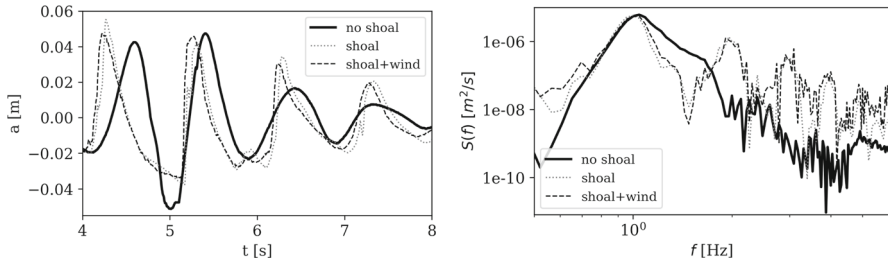 0.06
0.04
0.02
0.00
−0.02
−0.04
a [m]
4
5
6
7
8
t [s]
no shoal
shoal
shoal+wind
1e-06
1e-08
1e-10
S(f) [m²/s]
10⁰
f [Hz]
no shoal
shoal
shoal+wind